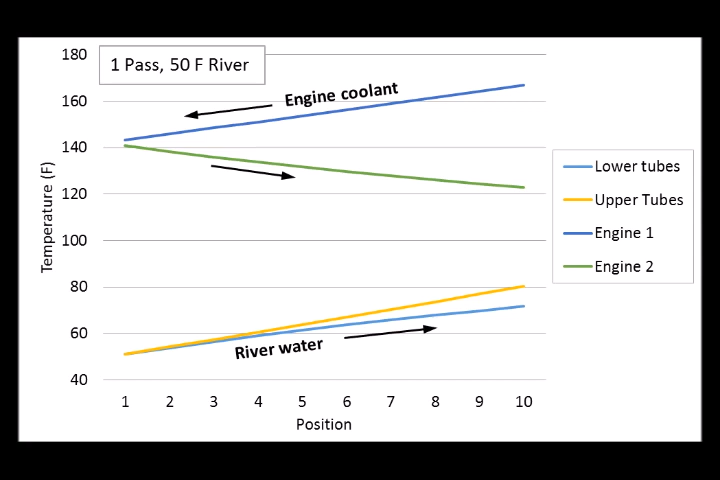 1 Pass, 50 F River
Engine coolant
River water
Temperature (F)
180
160
140
120
100
80
60
40
1 2 3 4 5 6 7 8 9 10
Position
Lower tubes
Upper Tubes
Engine 1
Engine 2